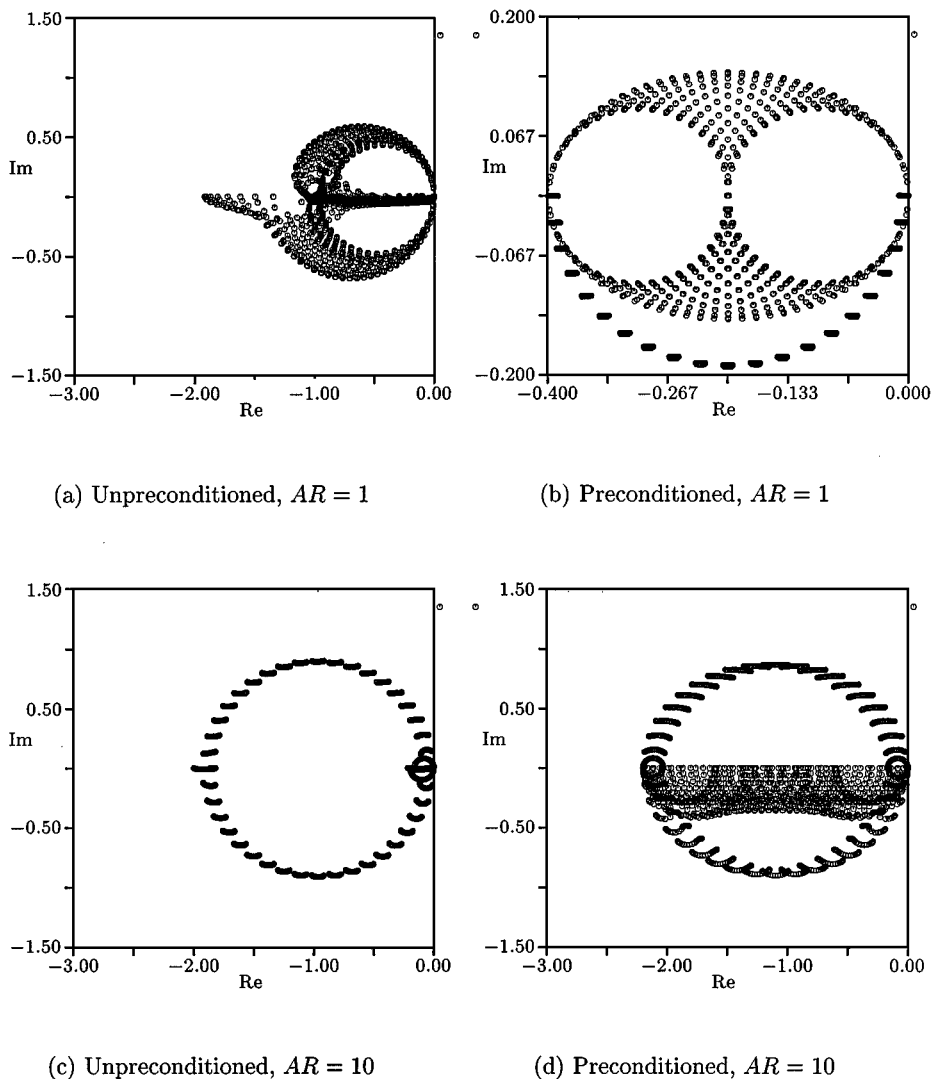 1.50
0.50
Im
−0.50
−1.50
−3.00 −2.00 −1.00 0.00
Re
(a) Unpreconditioned, AR = 1
0.200
0.067
Im
−0.067
−0.200
−0.400 −0.267 −0.133 0.000
Re
(b) Preconditioned, AR = 1
1.50
0.50
Im
−0.50
−1.50
−3.00 −2.00 −1.00 0.00
Re
(c) Unpreconditioned, AR = 10
1.50
0.50
Im
−0.50
−1.50
−3.00 −2.00 −1.00 0.00
Re
(d) Preconditioned, AR = 10